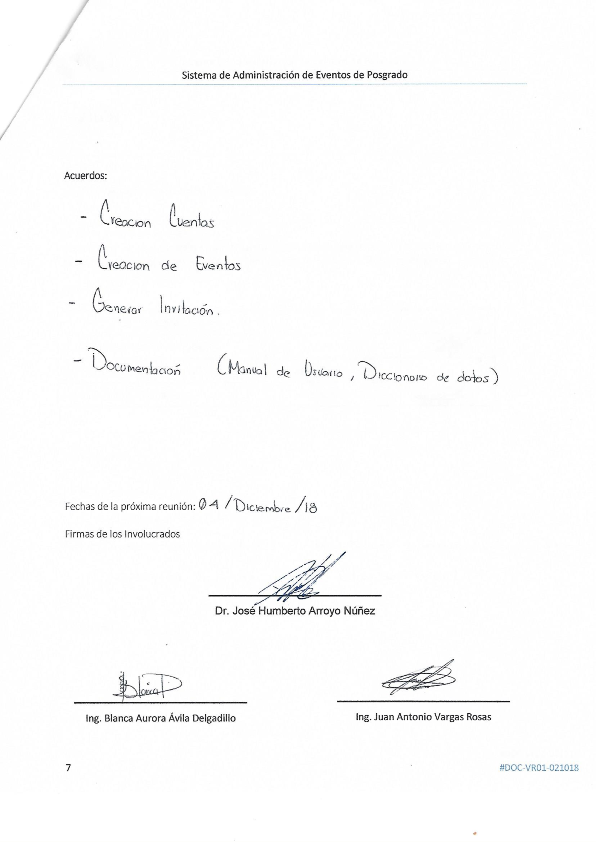 Sistema de Administración de Eventos de Posgrado
Acuerdos:
- Creacion Cuentas
- Creacion de Eventos
- Generar Invitación.
- Documentación (Manual de Usuario, Diccionario de datos)
Fechas de la próxima reunión: 04/Diciembre/18
Firmas de los Involucrados
Dr. José Humberto Arroyo Núñez
Blanca
Ing. Blanca Aurora Ávila Delgadillo
Ing. Juan Antonio Vargas Rosas
7
#DOC-VR01-021018